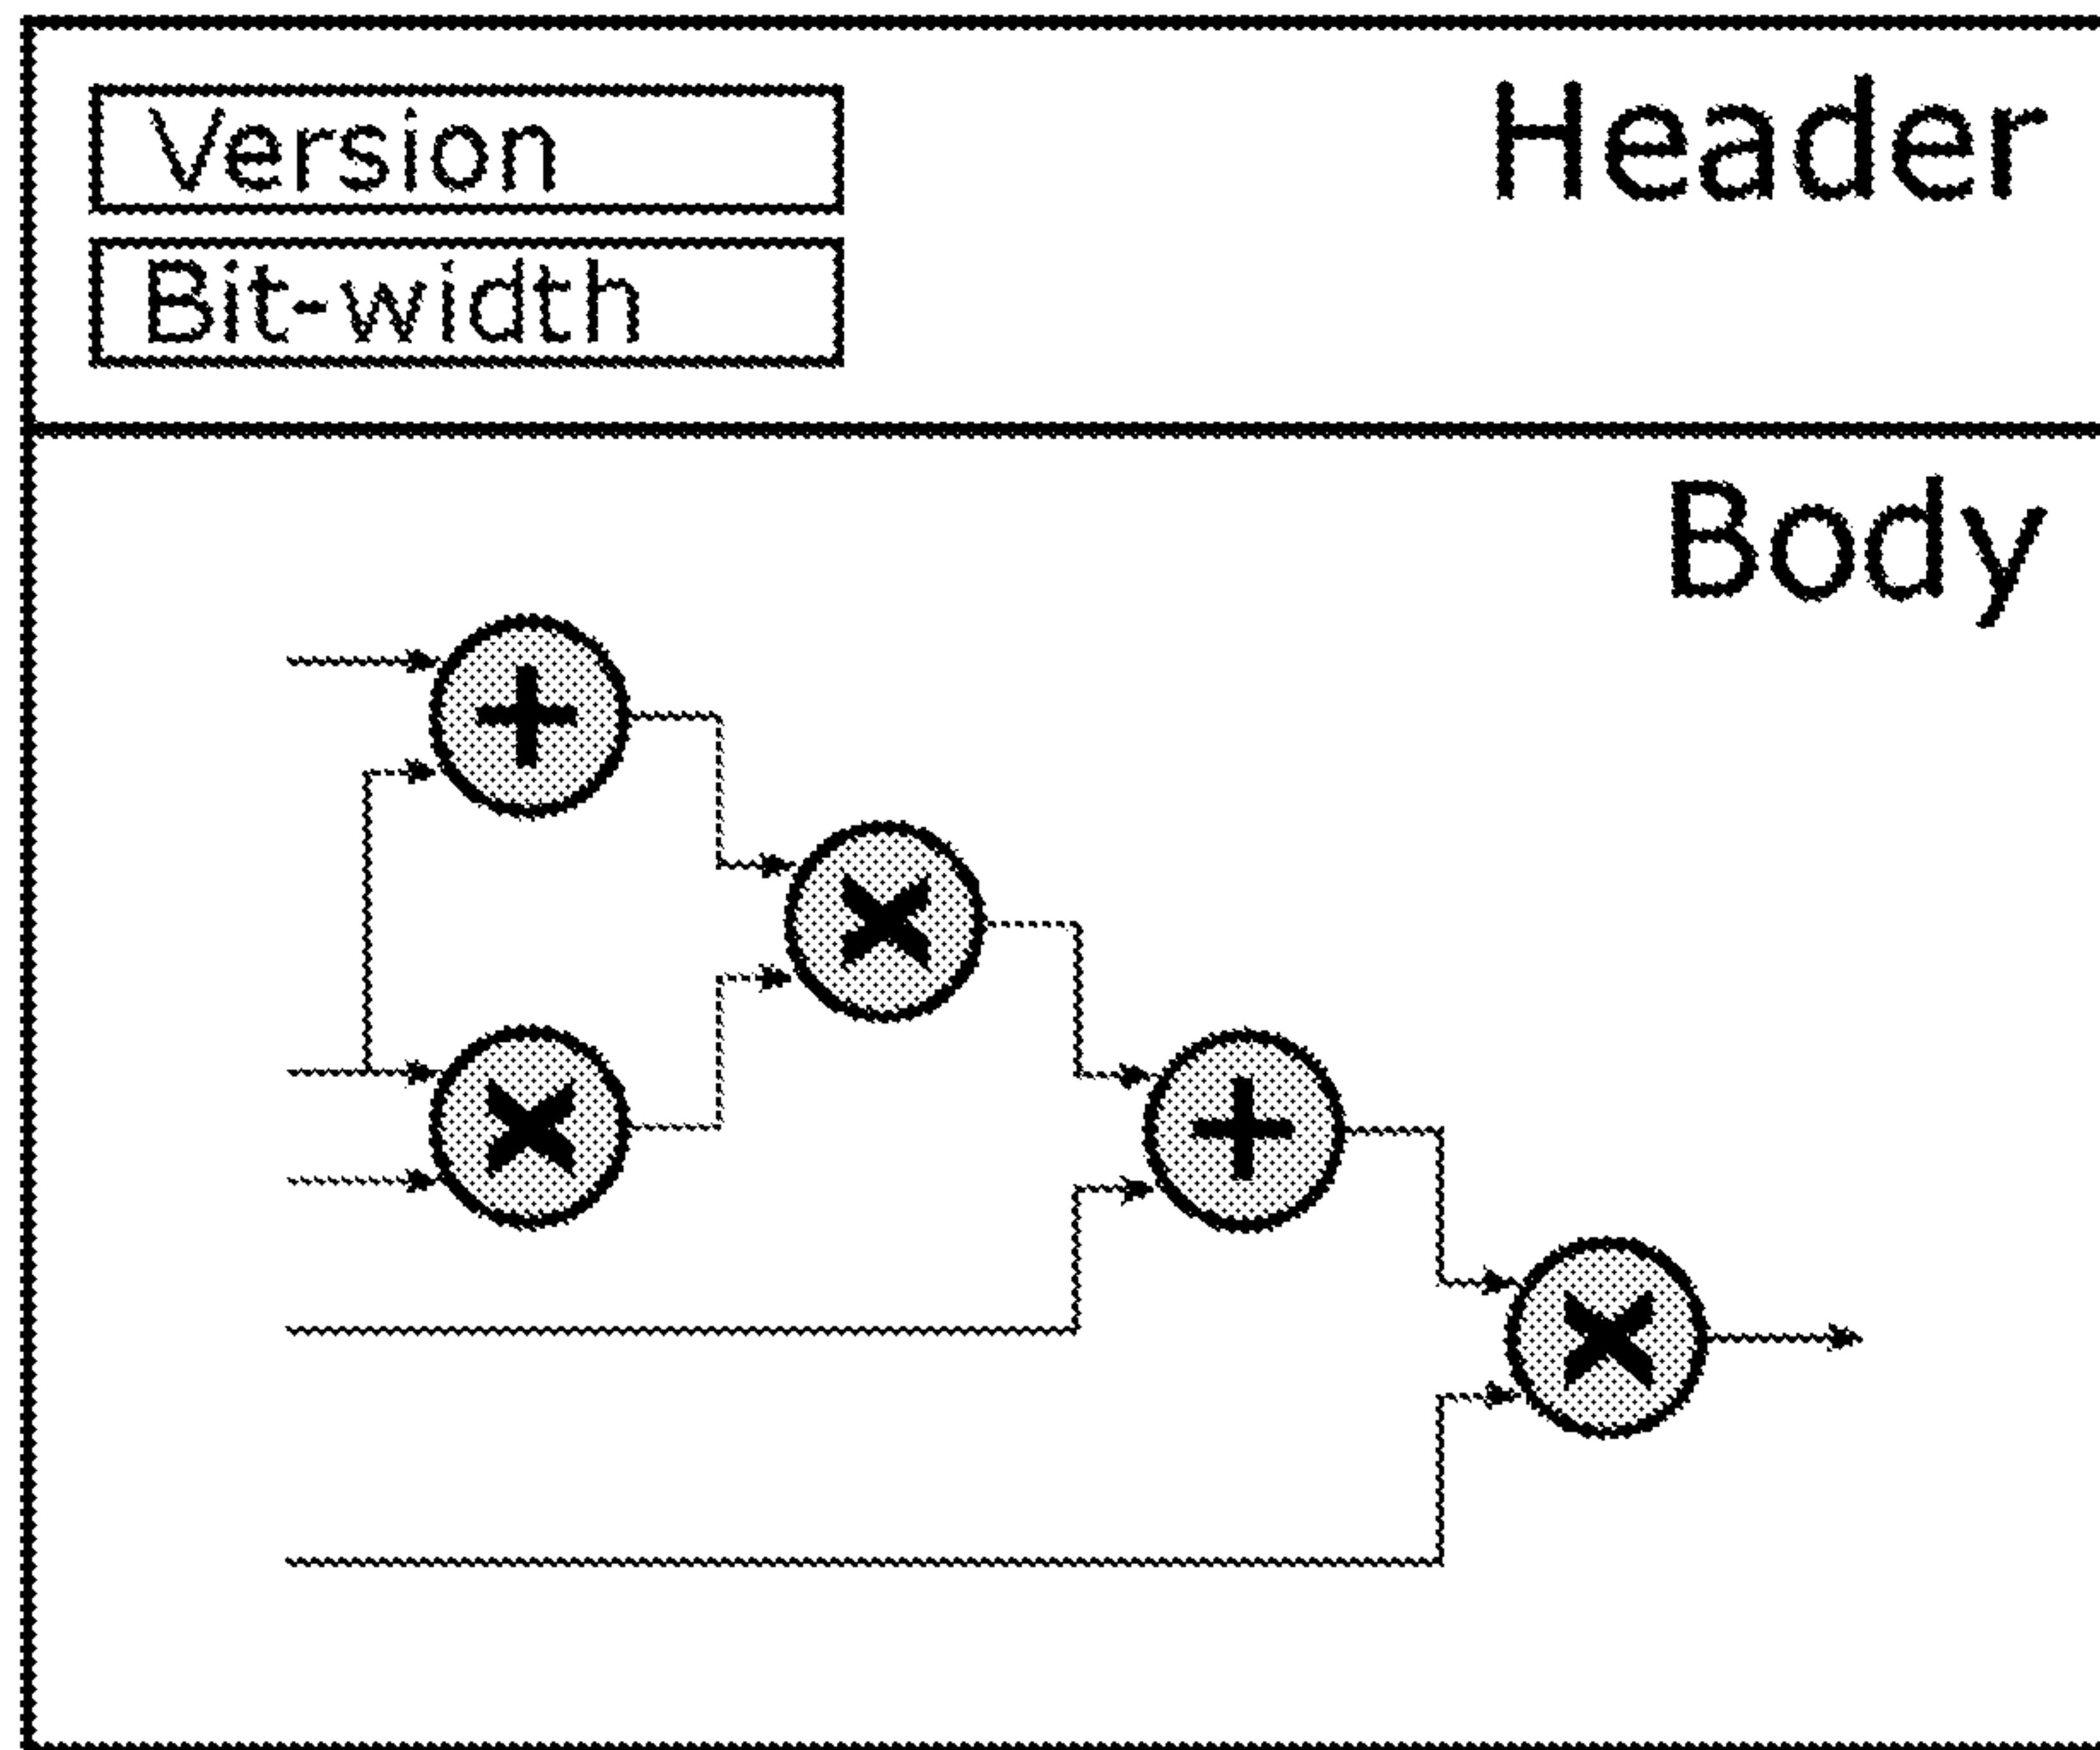 Version
Header
Bit-width
Body
+
×
×
+
×